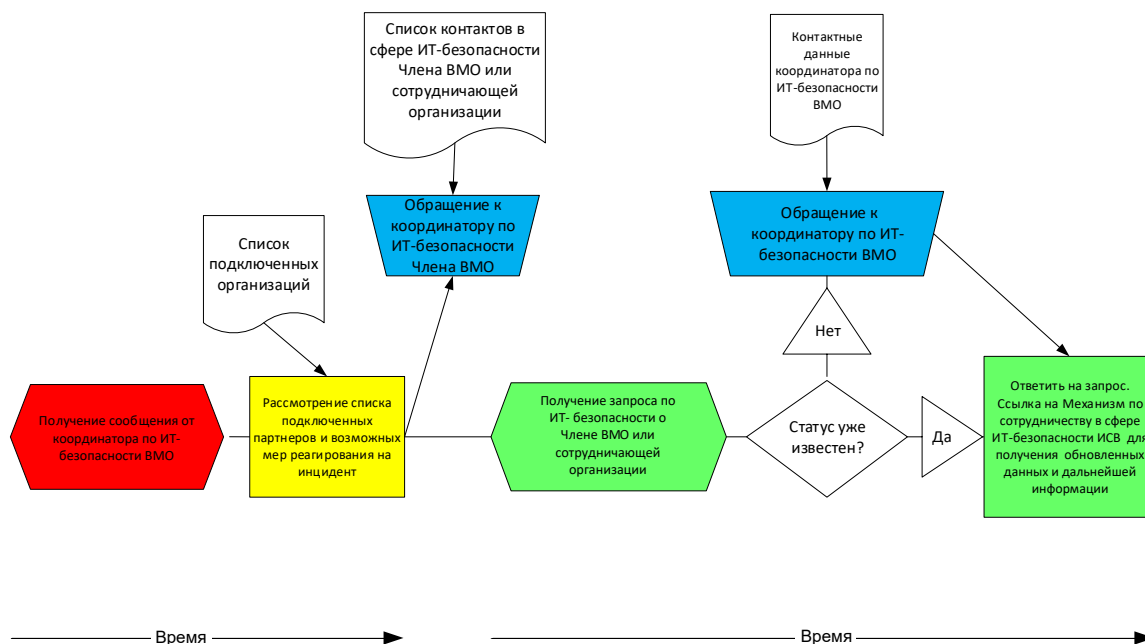 Список контактов в
сфере ИТ-безопасности
Члена ВМО или
сотрудничающей
организации
Контактные
данные
координатора по
ИТ-безопасности
ВМО
Обращение к
координатору по
ИТ-безопасности
Члена ВМО
Обращение к
координатору по ИТ-
безопасности ВМО
Список
подключенных
организаций
Нет
Получение сообщения от
координатора по ИТ-
безопасности ВМО
Рассмотрение списка
подключенных
партнеров и возможных
мер реагирования на
инцидент
Получение запроса по
ИТ- безопасности о
Члене ВМО или
сотрудничающей
организации
Статус уже
известен?
Да
Ответить на запрос.
Ссылка на Механизм по
сотрудничеству в сфере
ИТ-безопасности ИСВ для
получения обновленных
данных и дальнейшей
информации
Время
Время